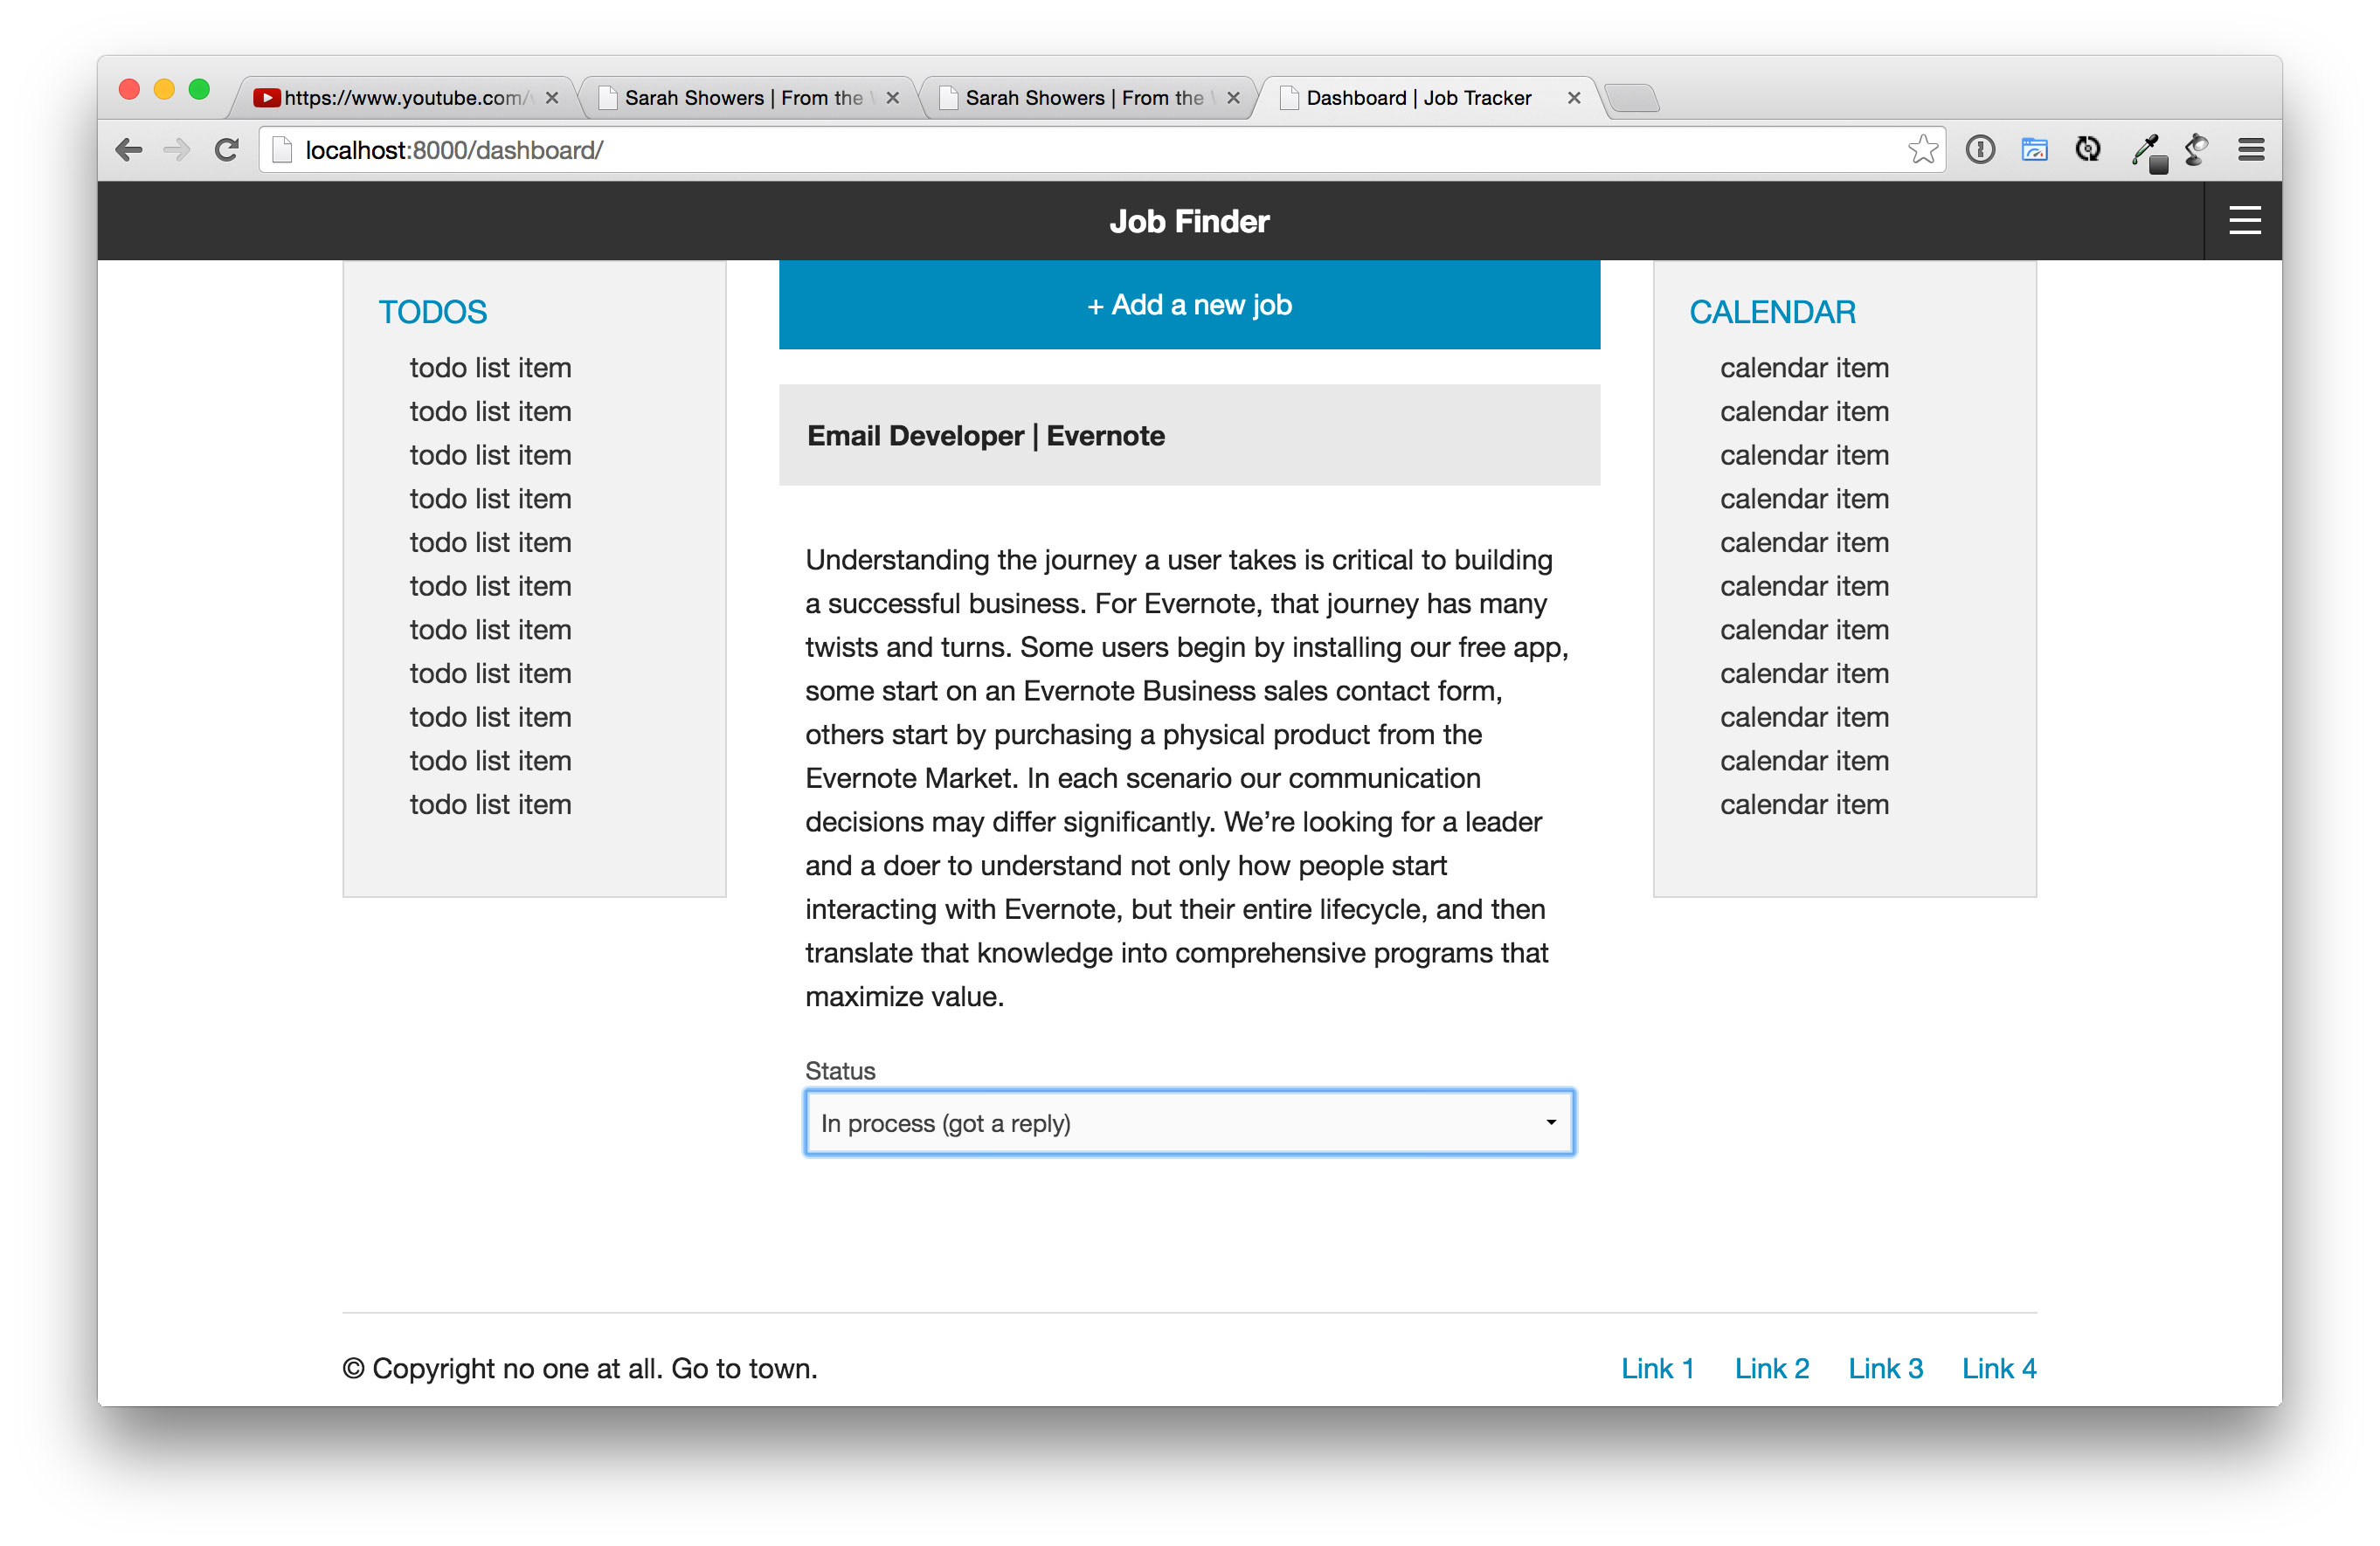 https://www.youtube.com/
Sarah Showers | From the
Sarah Showers | From the
Dashboard | Job Tracker
localhost:8000/dashboard/
Job Finder
TODOS
todo list item
todo list item
todo list item
todo list item
todo list item
todo list item
todo list item
todo list item
todo list item
todo list item
todo list item
+ Add a new job
Email Developer | Evernote
Understanding the journey a user takes is critical to building
a successful business. For Evernote, that journey has many
twists and turns. Some users begin by installing our free app,
some start on an Evernote Business sales contact form,
others start by purchasing a physical product from the
Evernote Market. In each scenario our communication
decisions may differ significantly. We’re looking for a leader
and a doer to understand not only how people start
interacting with Evernote, but their entire lifecycle, and then
translate that knowledge into comprehensive programs that
maximize value.
Status
In process (got a reply)
CALENDAR
calendar item
calendar item
calendar item
calendar item
calendar item
calendar item
calendar item
calendar item
calendar item
calendar item
calendar item
© Copyright no one at all. Go to town.
Link 1 Link 2 Link 3 Link 4